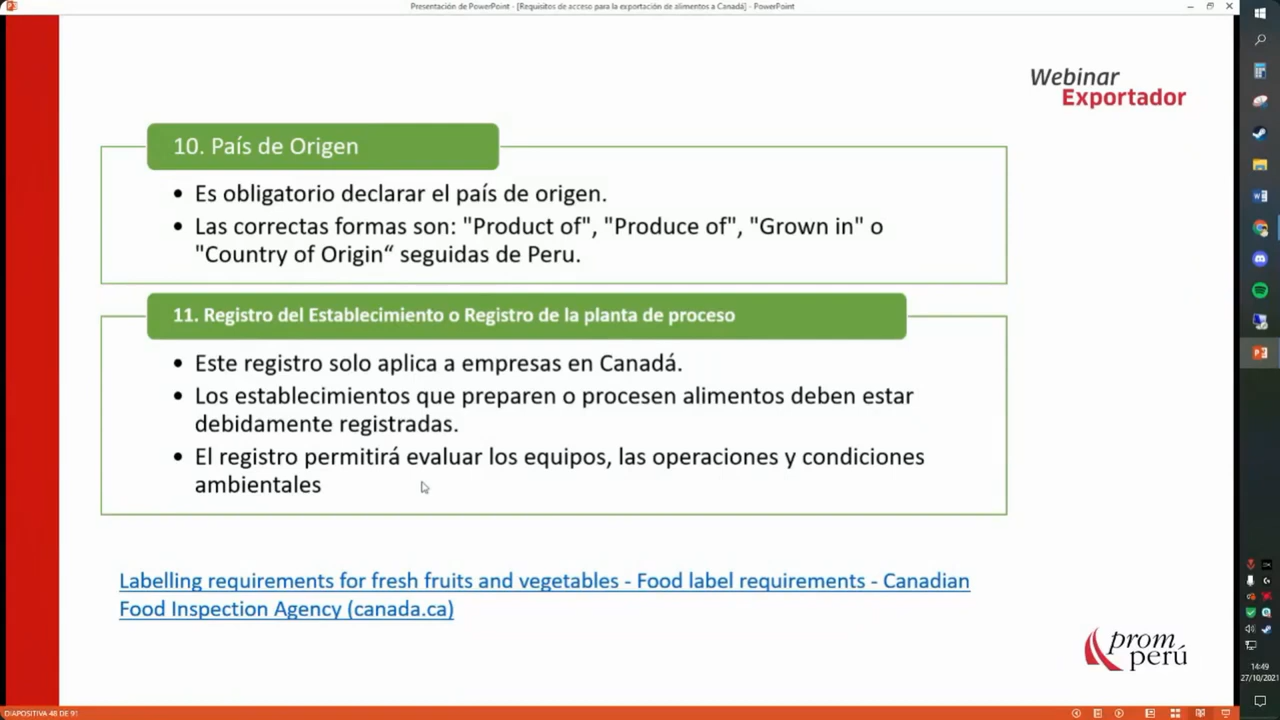 Presentación de PowerPoint - [Requisitos de acceso para la exportación de alimentos a Canadá] - PowerPoint
Webinar
Exportador
10. País de Origen
• Es obligatorio declarar el país de origen.
• Las correctas formas son: "Product of", "Produce of", "Grown in" o
"Country of Origin“ seguidas de Peru.
11. Registro del Establecimiento o Registro de la planta de proceso
• Este registro solo aplica a empresas en Canadá.
• Los establecimientos que preparen o procesen alimentos deben estar
debidamente registradas.
• El registro permitirá evaluar los equipos, las operaciones y condiciones
ambientales
Labelling requirements for fresh fruits and vegetables - Food label requirements - Canadian
Food Inspection Agency (canada.ca)
prom
perú
14:49
27/10/2021
DIAPOSITIVA 48 DE 91